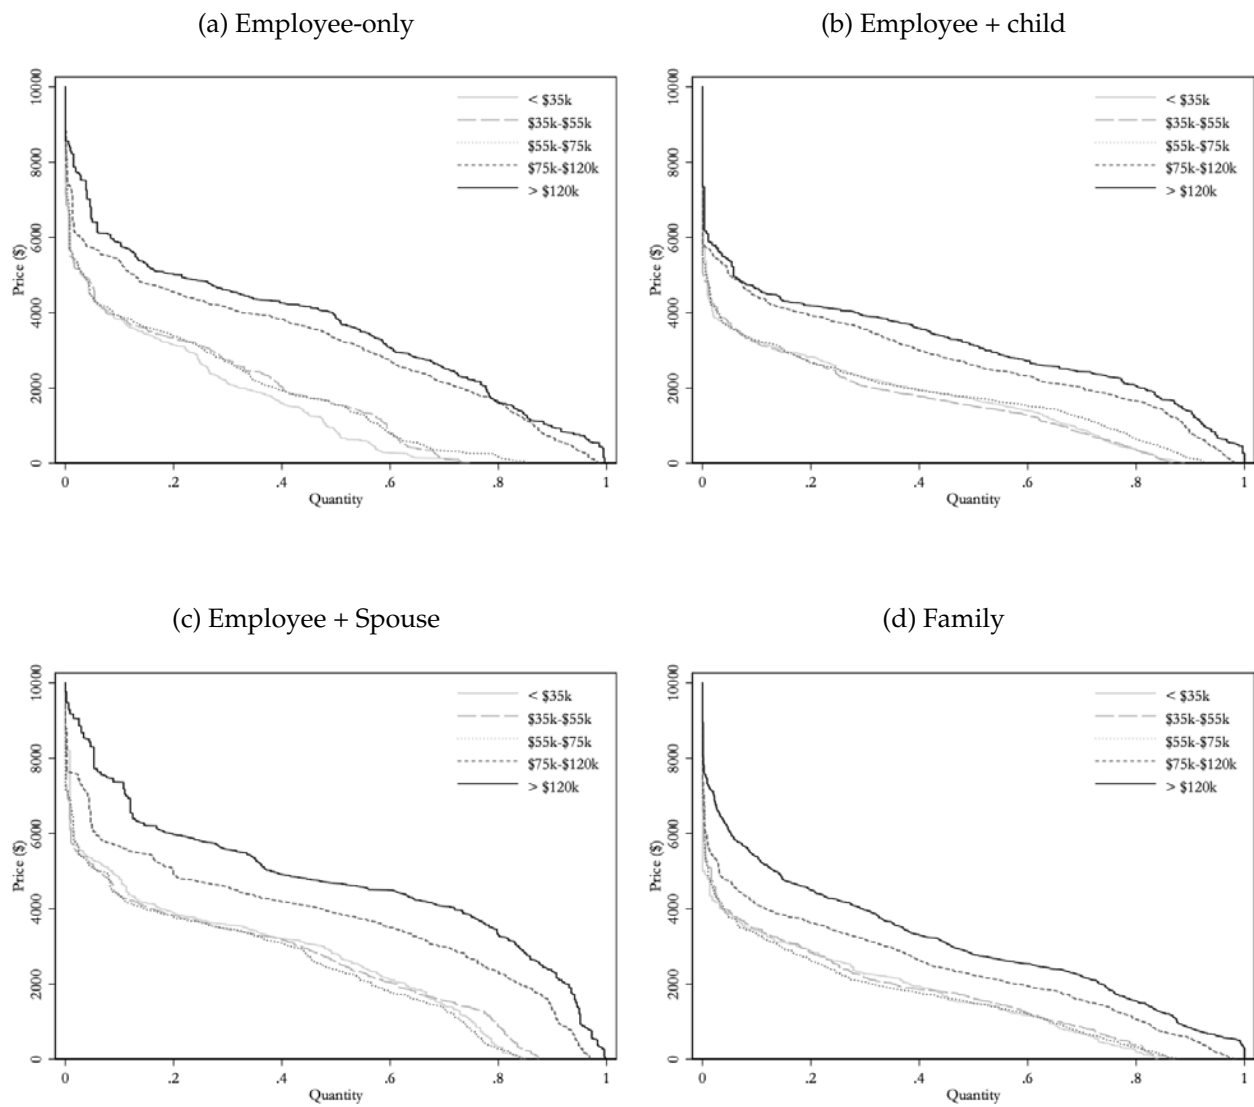 (a) Employee-only
10000
8000
6000
4000
2000
0
Price ($)
< $35k
$35k-$55k
$55k-$75k
$75k-$120k
> $120k
0 .2 .4 .6 .8 1
Quantity
(b) Employee + child
10000
8000
6000
4000
2000
0
Price ($)
< $35k
$35k-$55k
$55k-$75k
$75k-$120k
> $120k
0 .2 .4 .6 .8 1
Quantity
(c) Employee + Spouse
10000
8000
6000
4000
2000
0
Price ($)
< $35k
$35k-$55k
$55k-$75k
$75k-$120k
> $120k
0 .2 .4 .6 .8 1
Quantity
(d) Family
10000
8000
6000
4000
2000
0
Price ($)
< $35k
$35k-$55k
$55k-$75k
$75k-$120k
> $120k
0 .2 .4 .6 .8 1
Quantity